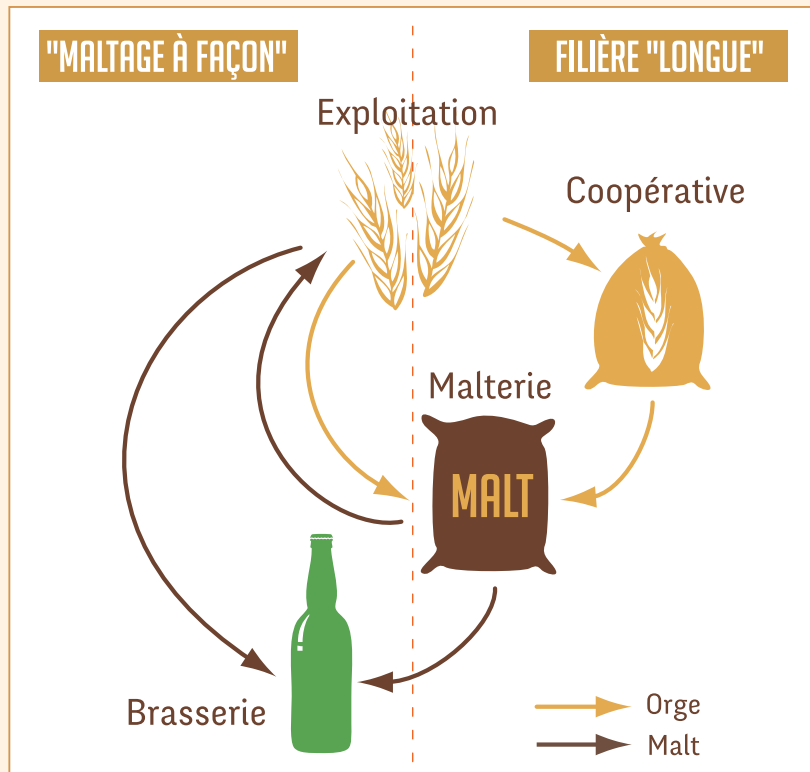 "MALTAGE À FAÇON"
FILIÈRE "LONGUE"
Exploitation
Coopérative
Malterie
MALT
Brasserie
Orge
Malt